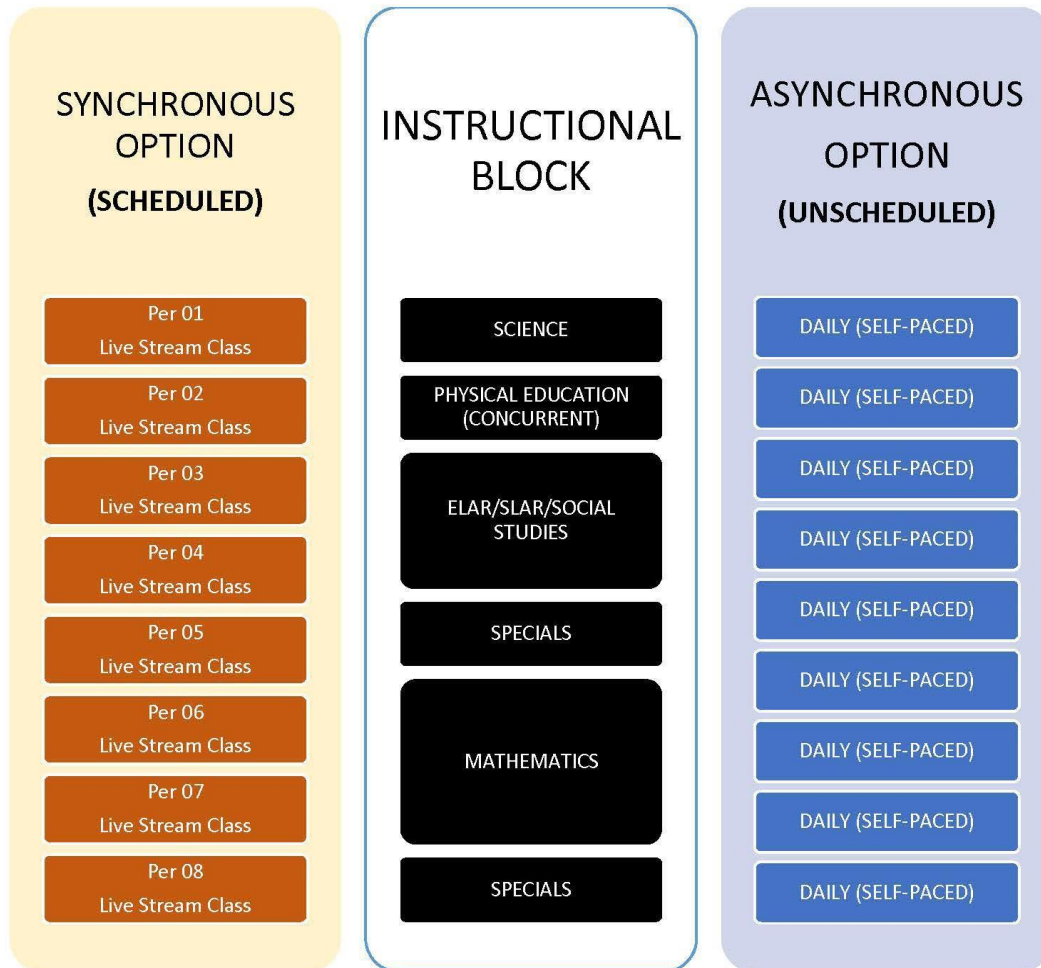 SYNCHRONOUS
OPTION
(SCHEDULED)
Per 01
Live Stream Class
Per 02
Live Stream Class
Per 03
Live Stream Class
Per 04
Live Stream Class
Per 05
Live Stream Class
Per 06
Live Stream Class
Per 07
Live Stream Class
Per 08
Live Stream Class
INSTRUCTIONAL
BLOCK
SCIENCE
PHYSICAL EDUCATION
(CONCURRENT)
ELAR/SLAR/SOCIAL
STUDIES
SPECIALS
MATHEMATICS
SPECIALS
ASYNCHRONOUS
OPTION
(UNSCHEDULED)
DAILY (SELF-PACED)
DAILY (SELF-PACED)
DAILY (SELF-PACED)
DAILY (SELF-PACED)
DAILY (SELF-PACED)
DAILY (SELF-PACED)
DAILY (SELF-PACED)
DAILY (SELF-PACED)
DAILY (SELF-PACED)